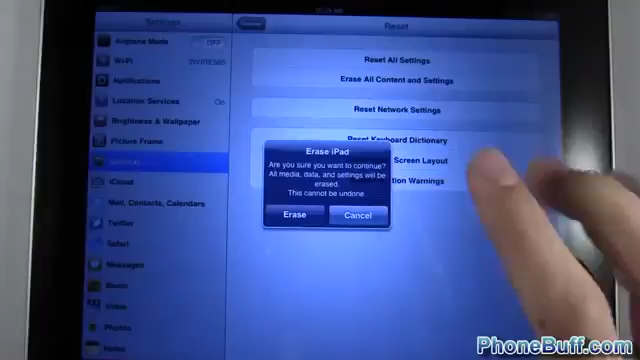 Settings
Reset
Airplane Mode
OFF
Reset All Settings
Wi-Fi
Erase All Content and Settings
Notifications
Location Services
On
Reset Network Settings
Brightness & Wallpaper
Picture Frame
Reset Keyboard Dictionary
Erase iPad
Are you sure you want to continue?
All media, data, and settings will be
erased.
This cannot be undone
Screen Layout
General
tion Warnings
iCloud
Mail, Contacts, Calendars
Erase
Cancel
Twitter
Safari
Messages
Music
Video
Photos
Notes
PhoneBuff.com